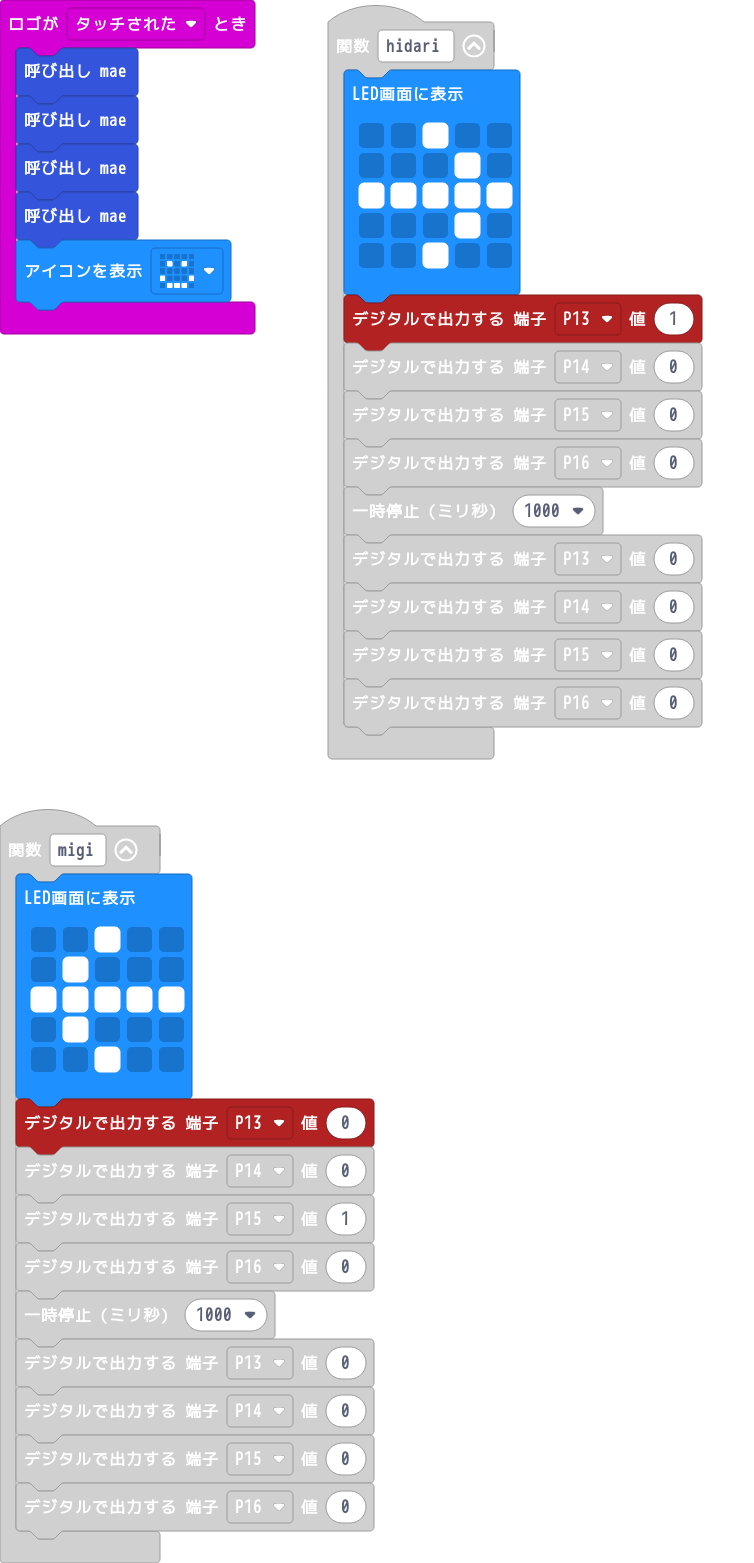 ロゴが タッチされた とき
呼び出し mae
呼び出し mae
呼び出し mae
呼び出し mae
アイコンを表示
関数 hidari
LED画面に表示
デジタルで出力する 端子 P13 値 1
デジタルで出力する 端子 P14 値 0
デジタルで出力する 端子 P15 値 0
デジタルで出力する 端子 P16 値 0
一時停止(ミリ秒) 1000
デジタルで出力する 端子 P13 値 0
デジタルで出力する 端子 P14 値 0
デジタルで出力する 端子 P15 値 0
デジタルで出力する 端子 P16 値 0
関数 migi
LED画面に表示
デジタルで出力する 端子 P13 値 0
デジタルで出力する 端子 P14 値 0
デジタルで出力する 端子 P15 値 1
デジタルで出力する 端子 P16 値 0
一時停止(ミリ秒) 1000
デジタルで出力する 端子 P13 値 0
デジタルで出力する 端子 P14 値 0
デジタルで出力する 端子 P15 値 0
デジタルで出力する 端子 P16 値 0